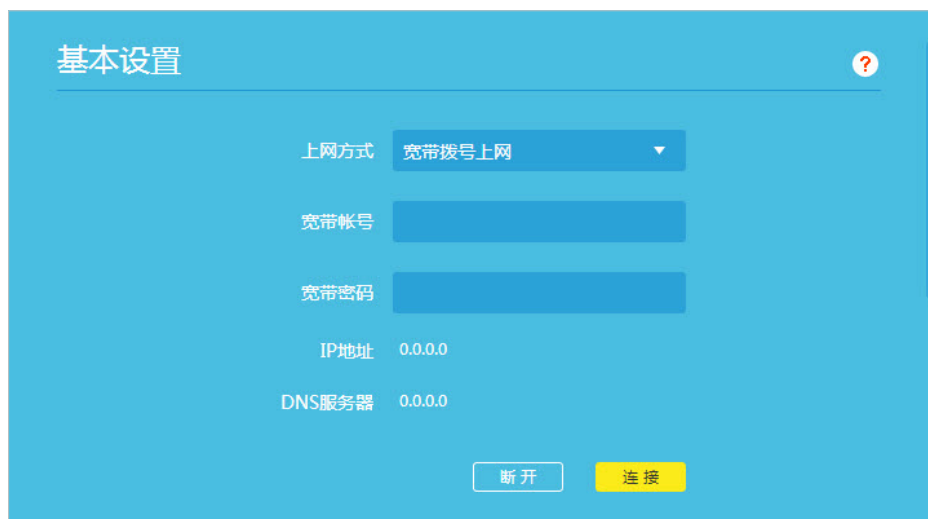 基本设置
?
上网方式 宽带拨号上网
宽带帐号
宽带密码
IP地址 0.0.0.0
DNS服务器 0.0.0.0
断开 连接